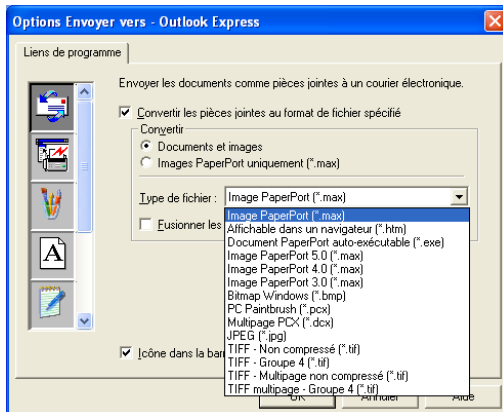 Options Envoyer vers - Outlook Express
Liens de programme
Envoyer les documents comme pièces jointes à un courier électronique.
Convertir les pièces jointes au format de fichier spécifié
Convertir
Documents et images
Images PaperPort uniquement (*.max)
Type de fichier : Image PaperPort (*.max)
Image PaperPort (*.max)
Fusionner les
Affichable dans un navigateur (*.htm)
Document PaperPort auto-exécutable (*.exe)
Image PaperPort 5.0 (*.max)
Image PaperPort 4.0 (*.max)
Image PaperPort 3.0 (*.max)
Bitmap Windows (*.bmp)
PC Paintbrush (*.pcx)
Multipage PCX (*.dcx)
JPEG (*.jpg)
TIFF - Non compressé (*.tif)
Icône dans la barr
TIFF - Groupe 4 (*.tif)
TIFF - Multipage non compressé (*.tif)
TIFF multipage - Groupe 4 (*.tif)
OK Annuler Aide